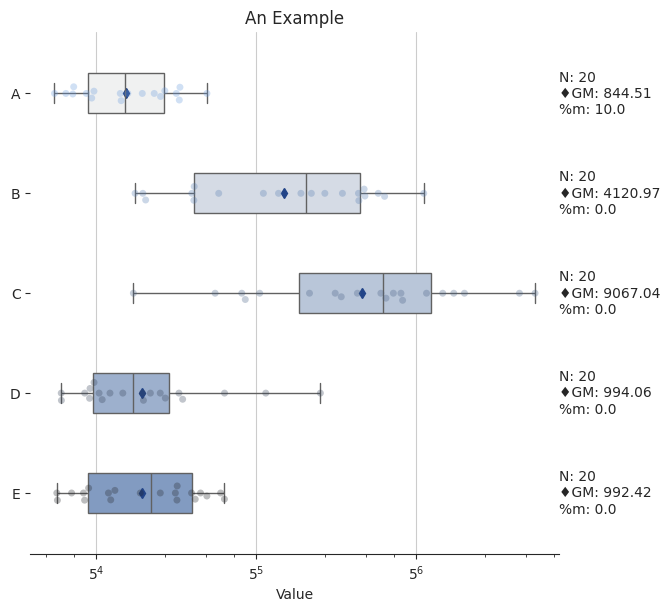 An Example
A
N: 20
♦GM: 844.51
%m: 10.0
B
N: 20
♦GM: 4120.97
%m: 0.0
C
N: 20
♦GM: 9067.04
%m: 0.0
D
N: 20
♦GM: 994.06
%m: 0.0
E
N: 20
♦GM: 992.42
%m: 0.0
5⁴ 5⁵ 5⁶
Value